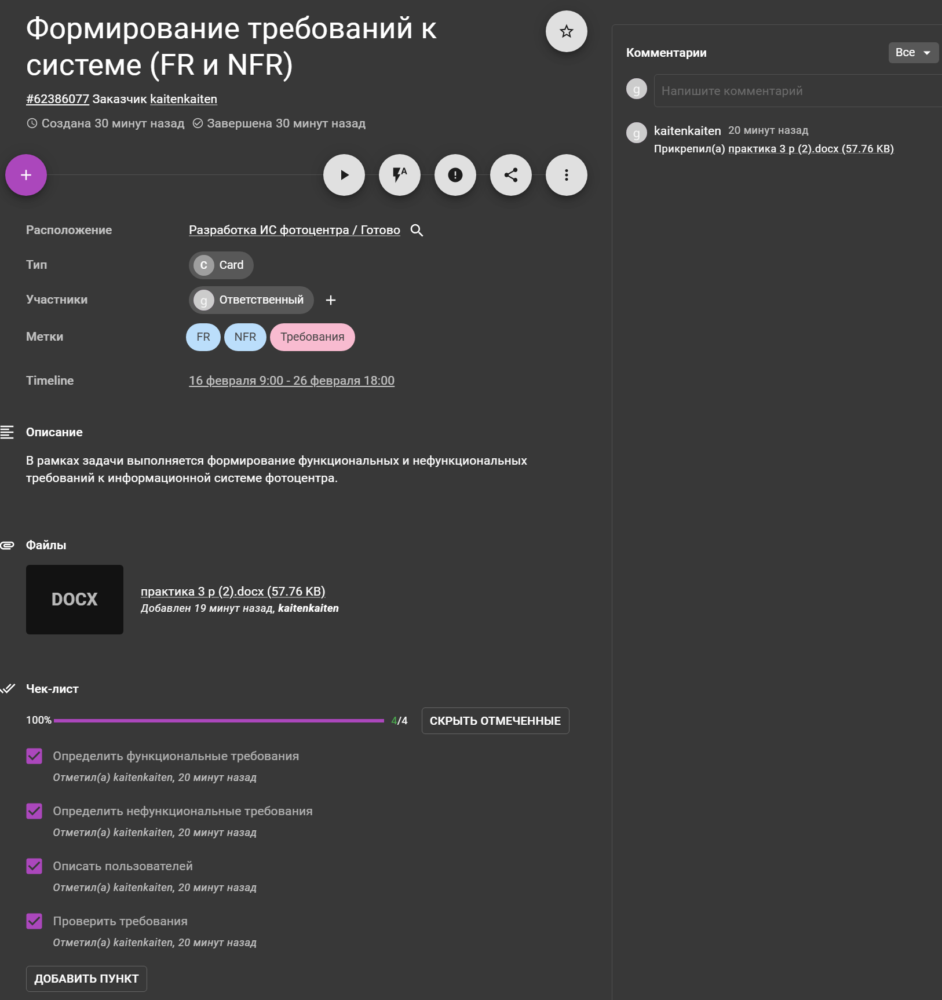 Формирование требований к
системе (FR и NFR)
#62386077 Заказчик kaitenkaiten
Создана 30 минут назад Завершена 30 минут назад
A
Расположение
Разработка ИС фотоцентра / Готово
Тип
C Card
Участники
g Ответственный
Метки
FR NFR Требования
Timeline
16 февраля 9:00 - 26 февраля 18:00
Описание
В рамках задачи выполняется формирование функциональных и нефункциональных
требований к информационной системе фотоцентра.
Файлы
DOCX
практика 3 р (2).docx (57.76 KB)
Добавлен 19 минут назад, kaitenkaiten
Чек-лист
100% 4/4 СКРЫТЬ ОТМЕЧЕННЫЕ
Определить функциональные требования
Отметил(а) kaitenkaiten, 20 минут назад
Определить нефункциональные требования
Отметил(а) kaitenkaiten, 20 минут назад
Описать пользователей
Отметил(а) kaitenkaiten, 20 минут назад
Проверить требования
Отметил(а) kaitenkaiten, 20 минут назад
ДОБАВИТЬ ПУНКТ
Комментарии Все
g Напишите комментарий
g kaitenkaiten 20 минут назад
Прикрепил(а) практика 3 р (2).docx (57.76 KB)